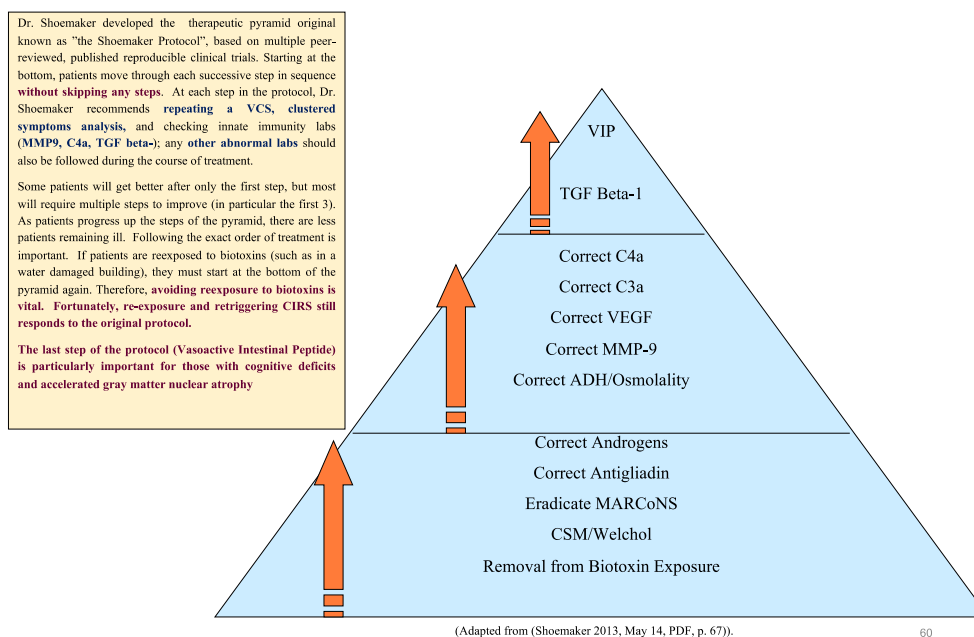 Dr. Shoemaker developed the therapeutic pyramid original
known as ”the Shoemaker Protocol”, based on multiple peer-
reviewed, published reproducible clinical trials. Starting at the
bottom, patients move through each successive step in sequence
without skipping any steps. At each step in the protocol, Dr.
Shoemaker recommends repeating a VCS, clustered
symptoms analysis, and checking innate immunity labs
(MMP9, C4a, TGF beta-); any other abnormal labs should
also be followed during the course of treatment.
Some patients will get better after only the first step, but most
will require multiple steps to improve (in particular the first 3).
As patients progress up the steps of the pyramid, there are less
patients remaining ill. Following the exact order of treatment is
important. If patients are reexposed to biotoxins (such as in a
water damaged building), they must start at the bottom of the
pyramid again. Therefore, avoiding reexposure to biotoxins is
vital. Fortunately, re-exposure and retriggering CIRS still
responds to the original protocol.
The last step of the protocol (Vasoactive Intestinal Peptide)
is particularly important for those with cognitive deficits
and accelerated gray matter nuclear atrophy
VIP
TGF Beta-1
Correct C4a
Correct C3a
Correct VEGF
Correct MMP-9
Correct ADH/Osmolality
Correct Androgens
Correct Antigliadin
Eradicate MARCoNS
CSM/Welchol
Removal from Biotoxin Exposure
(Adapted from (Shoemaker 2013, May 14, PDF, p. 67)).
60